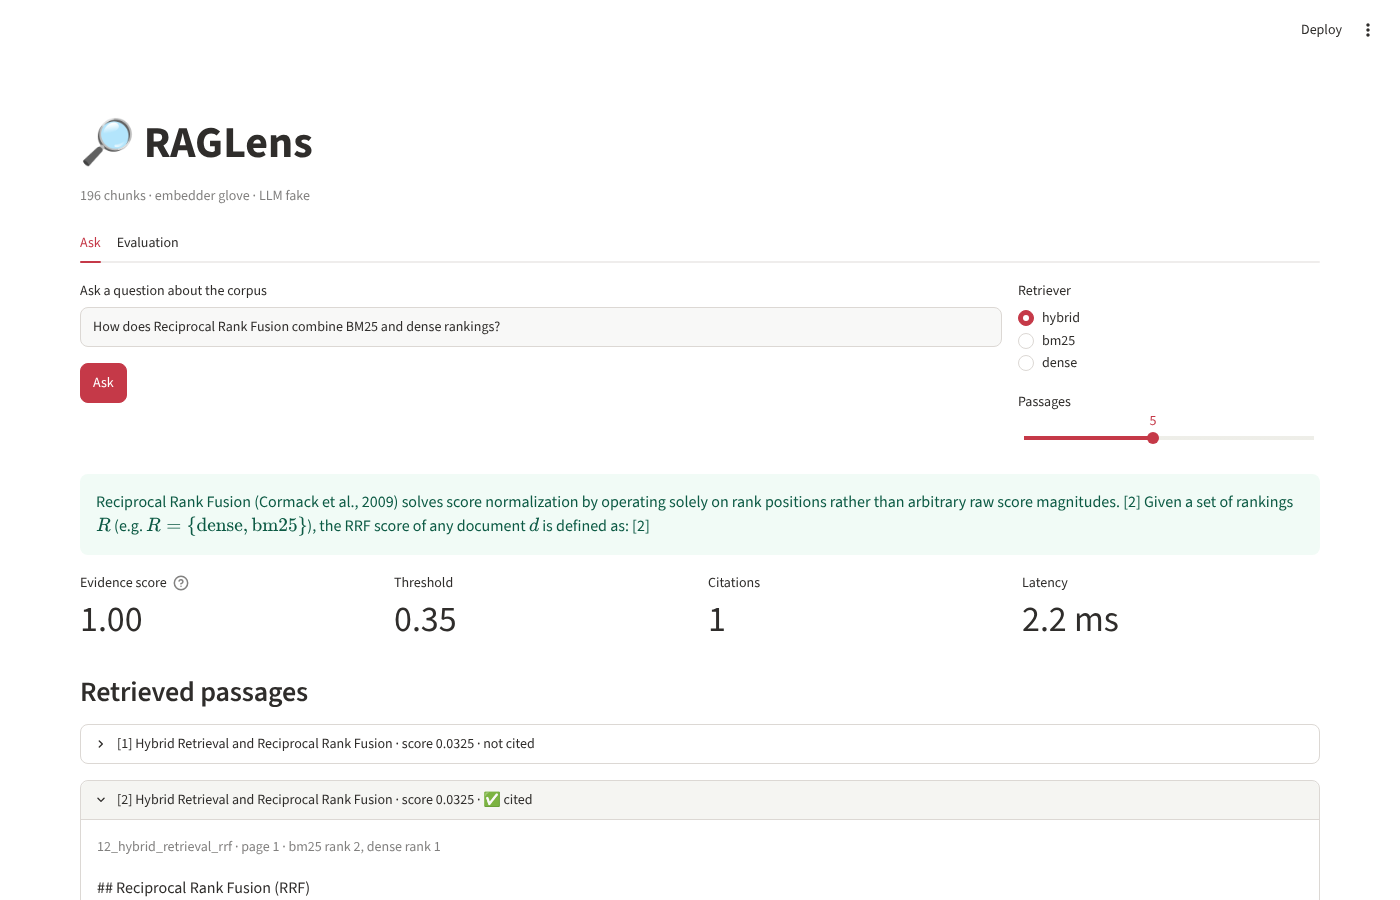 Deploy
🔎 RAGLens
196 chunks · embedder glove · LLM fake
Ask
Evaluation
Ask a question about the corpus
How does Reciprocal Rank Fusion combine BM25 and dense rankings?
Ask
Retriever
hybrid
bm25
dense
Passages
5
Reciprocal Rank Fusion (Cormack et al., 2009) solves score normalization by operating solely on rank positions rather than arbitrary raw score magnitudes. [2] Given a set of rankings
R (e.g. R = {dense, bm25}), the RRF score of any document d is defined as: [2]
Evidence score
1.00
Threshold
0.35
Citations
1
Latency
2.2 ms
Retrieved passages
[1] Hybrid Retrieval and Reciprocal Rank Fusion · score 0.0325 · not cited
[2] Hybrid Retrieval and Reciprocal Rank Fusion · score 0.0325 · ✅ cited
12_hybrid_retrieval_rrf · page 1 · bm25 rank 2, dense rank 1
## Reciprocal Rank Fusion (RRF)